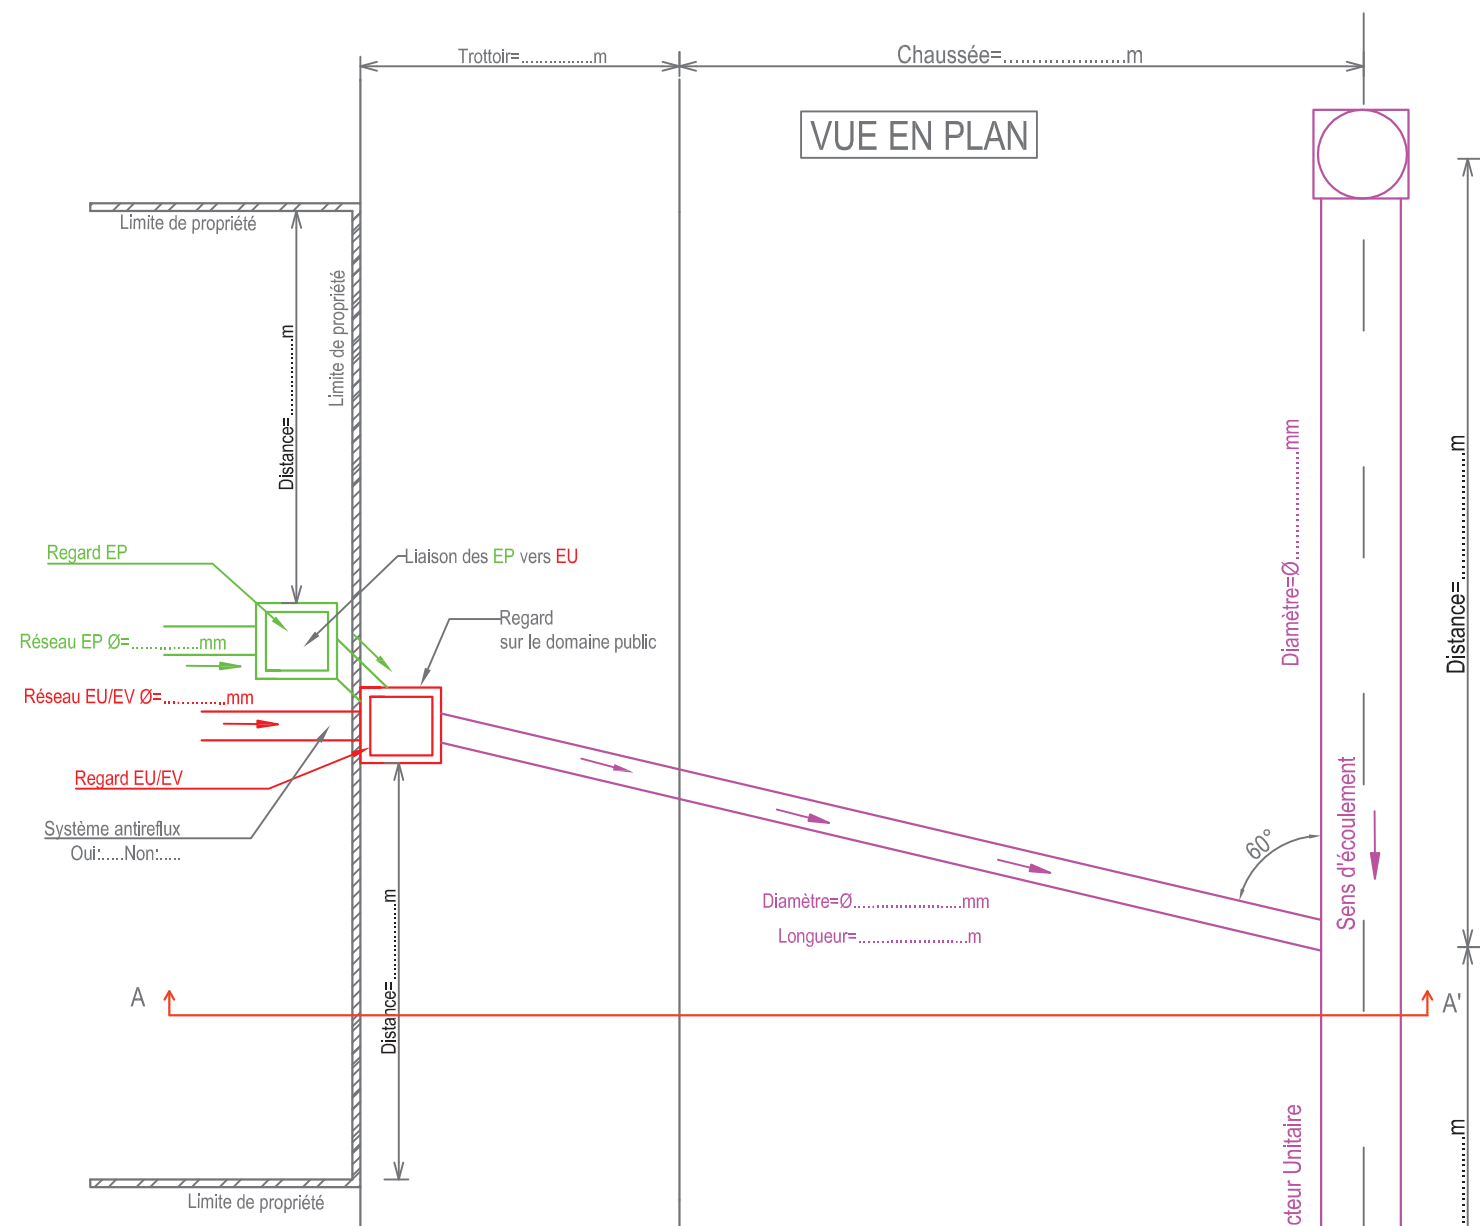 Trottoir=................m
Chaussée=.....................m
VUE EN PLAN
Limite de propriété
Limite de propriété
Distance=....................m
Diamètre=Ø......................mm
Distance=..........................m
Regard EP
Liaison des EP vers EU
Regard
sur le domaine public
Réseau EP Ø=................mm
Réseau EU/EV Ø=.............mm
Regard EU/EV
Système antireflux
Oui:.....Non:.....
Sens d'écoulement
60°
Diamètre=Ø......................mm
Longueur=......................m
Distance=....................m
A
A'
cteur Unitaire
..................m
Limite de propriété